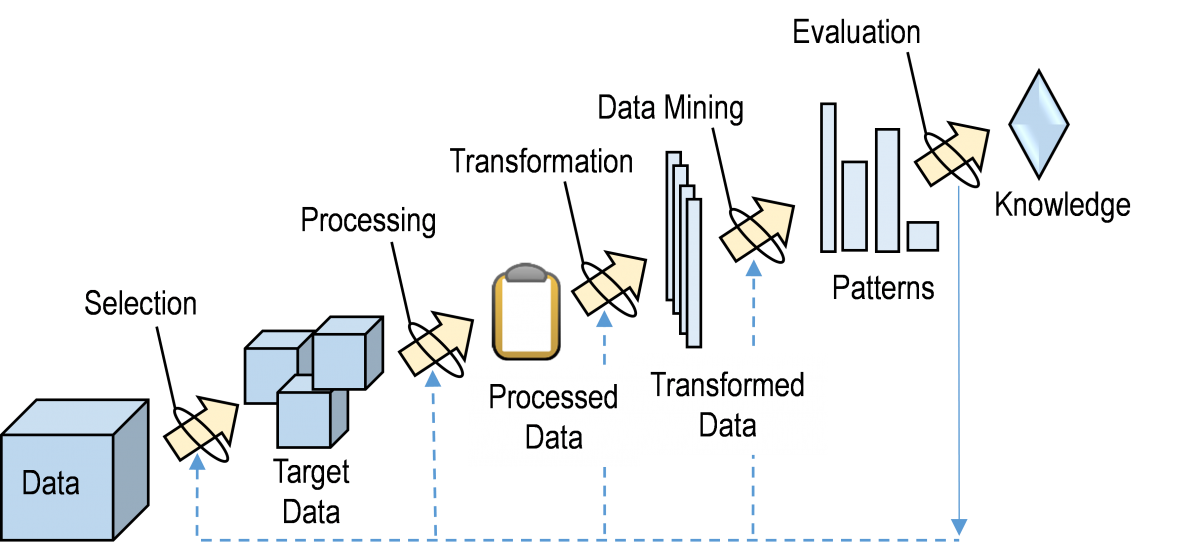 Evaluation
Data Mining
Transformation
Knowledge
Processing
Patterns
Selection
Processed
Data
Transformed
Data
Data
Target
Data